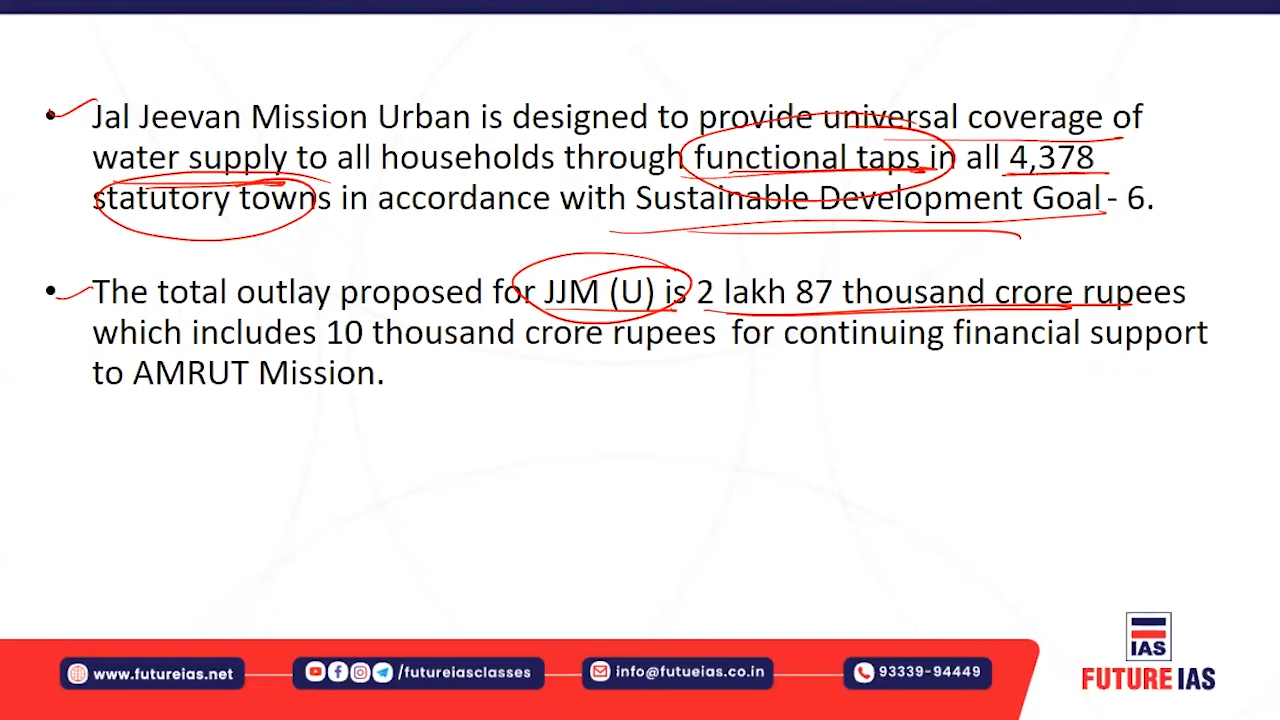 • Jal Jeevan Mission Urban is designed to provide universal coverage of
water supply to all households through functional taps in all 4,378
statutory towns in accordance with Sustainable Development Goal - 6.
• The total outlay proposed for JJM (U) is 2 lakh 87 thousand crore rupees
which includes 10 thousand crore rupees for continuing financial support
to AMRUT Mission.
www.futureias.net
/futureiasclasses
info@futueias.co.in
93339-94449
IAS
FUTURE IAS